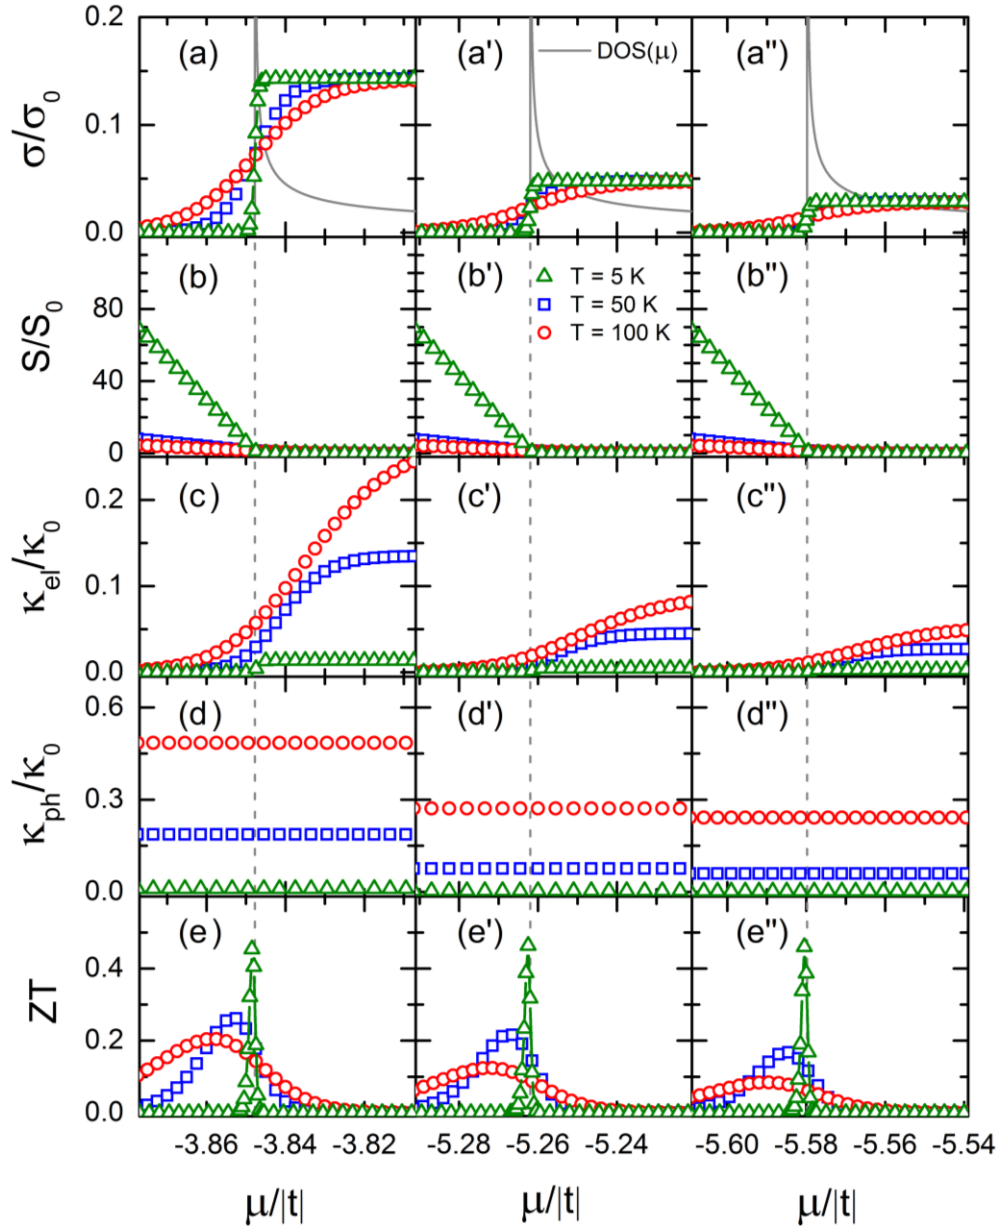 (a) (a') (a'') — DOS(μ)
σ/σ₀
0.2
0.1
0.0
(b) (b') (b'')
T = 5 K
T = 50 K
T = 100 K
S/S₀
80
40
0
(c) (c') (c'')
κel/κ₀
0.2
0.1
0.0
(d) (d') (d'')
κph/κ₀
0.6
0.3
0.0
(e) (e') (e'')
ZT
0.4
0.2
0.0
-3.86 -3.84 -3.82 -5.28 -5.26 -5.24 -5.60 -5.58 -5.56 -5.54
μ/|t| μ/|t| μ/|t|